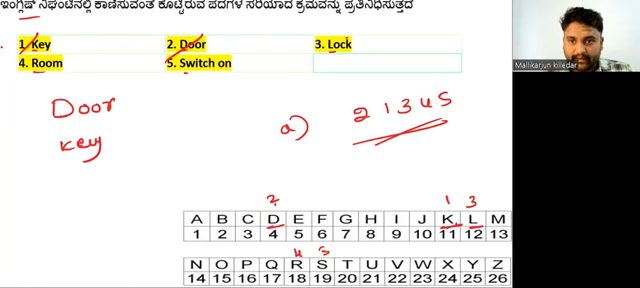 ಇಂಗ್ಲಿಷ್ ನಿಘಂಟಿನಲ್ಲಿ ಕಾಣಿಸುವಂತೆ ಕೊಟ್ಟಿರುವ ಪದಗಳ ಸರಿಯಾದ ಕ್ರಮವನ್ನು ಪ್ರತಿನಿಧಿಸುತ್ತದೆ
1 Key 2. Door 3. Lock
4. Room 5. Switch on
Mallikarjun killedar
Door
key
a) 2 1 3 4 5
2 1 3
A B C D E F G H I J K L M
1 2 3 4 5 6 7 8 9 10 11 12 13
4 5
N O P Q R S T U V W X Y Z
14 15 16 17 18 19 20 21 22 23 24 25 26